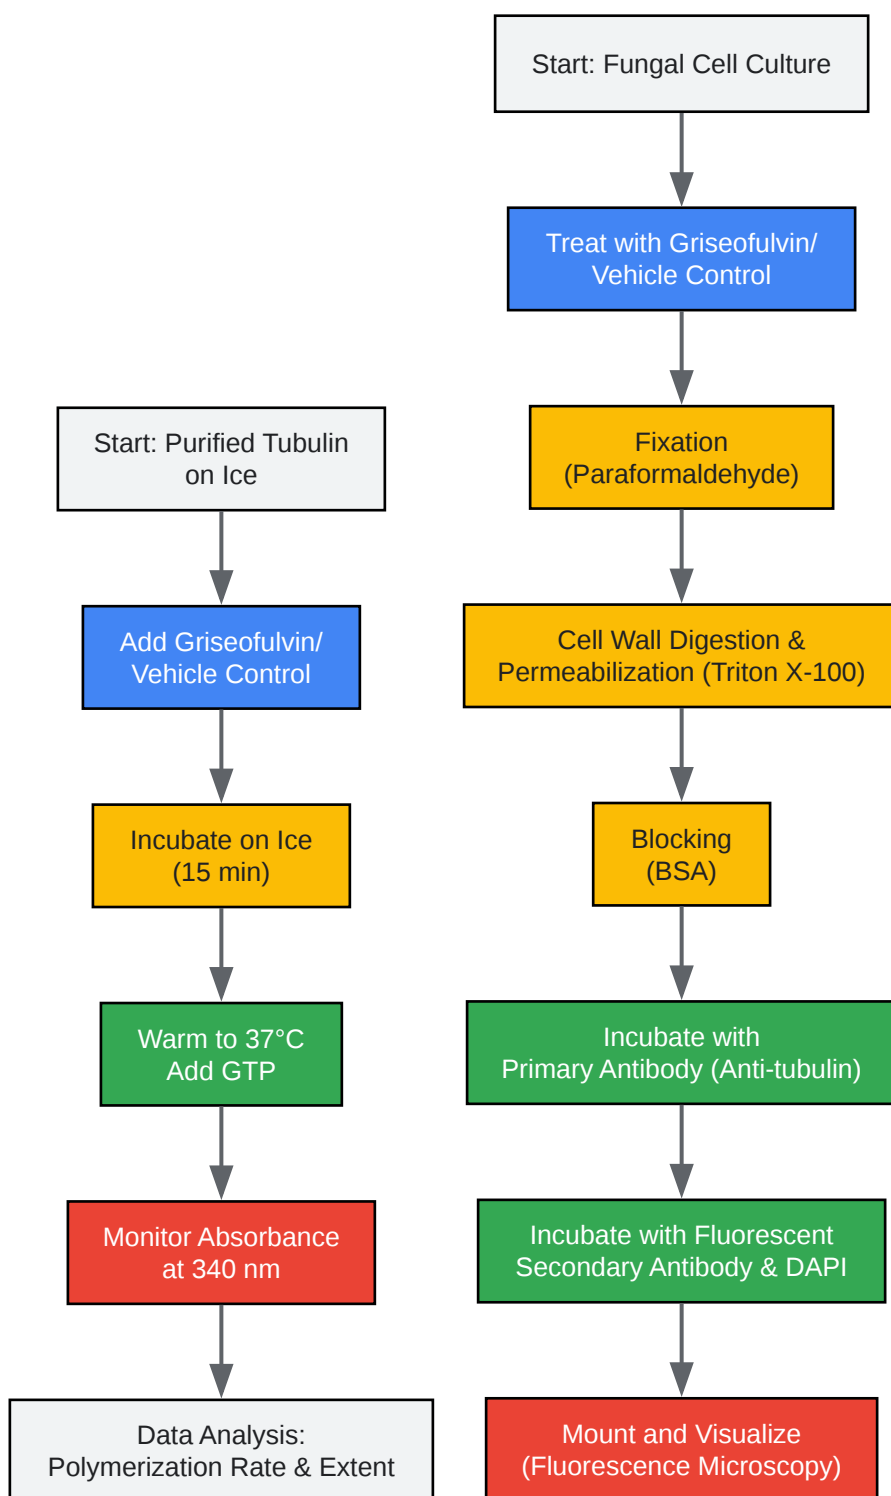 Start: Purified Tubulin
on Ice
Add Griseofulvin/
Vehicle Control
Incubate on Ice
(15 min)
Warm to 37°C
Add GTP
Monitor Absorbance
at 340 nm
Data Analysis:
Polymerization Rate & Extent
Start: Fungal Cell Culture
Treat with Griseofulvin/
Vehicle Control
Fixation
(Paraformaldehyde)
Cell Wall Digestion &
Permeabilization (Triton X-100)
Blocking
(BSA)
Incubate with
Primary Antibody (Anti-tubulin)
Incubate with Fluorescent
Secondary Antibody & DAPI
Mount and Visualize
(Fluorescence Microscopy)